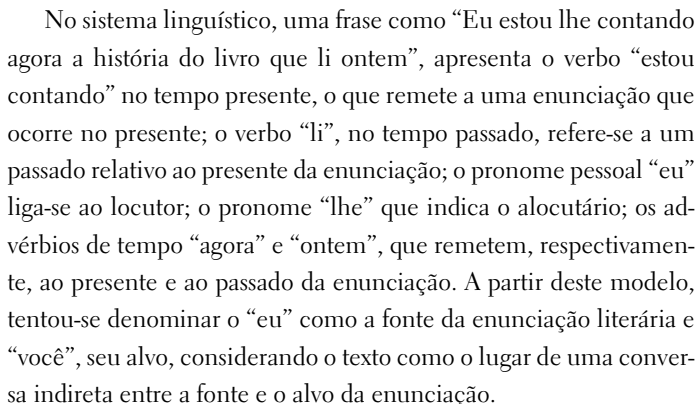 No sistema linguístico, uma frase como “Eu estou lhe contando
agora a história do livro que li ontem”, apresenta o verbo “estou
contando” no tempo presente, o que remete a uma enunciação que
ocorre no presente; o verbo “li”, no tempo passado, refere-se a um
passado relativo ao presente da enunciação; o pronome pessoal “eu”
liga-se ao locutor; o pronome “lhe” que indica o alocutário; os ad-
vérbios de tempo “agora” e “ontem”, que remetem, respectivamen-
te, ao presente e ao passado da enunciação. A partir deste modelo,
tentou-se denominar o “eu” como a fonte da enunciação literária e
“você”, seu alvo, considerando o texto como o lugar de uma conver-
sa indireta entre a fonte e o alvo da enunciação.